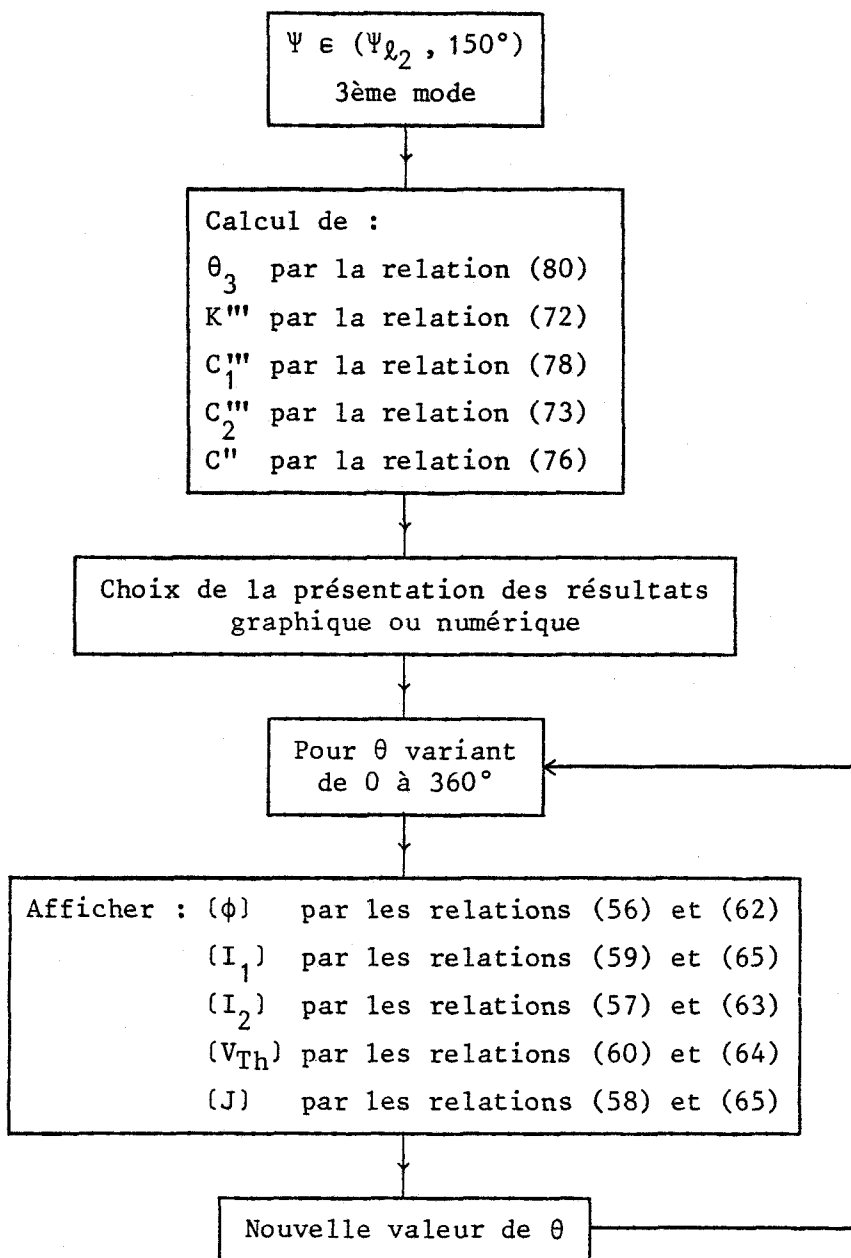 Ψ ∈ (Ψℓ2 , 150°)
3ème mode
Calcul de :
θ3 par la relation (80)
K''' par la relation (72)
C1''' par la relation (78)
C2''' par la relation (73)
C" par la relation (76)
Choix de la présentation des résultats
graphique ou numérique
Pour θ variant
de 0 à 360°
Afficher : (ϕ) par les relations (56) et (62)
(I1) par les relations (59) et (65)
(I2) par les relations (57) et (63)
(VTh) par les relations (60) et (64)
(J) par les relations (58) et (65)
Nouvelle valeur de θ